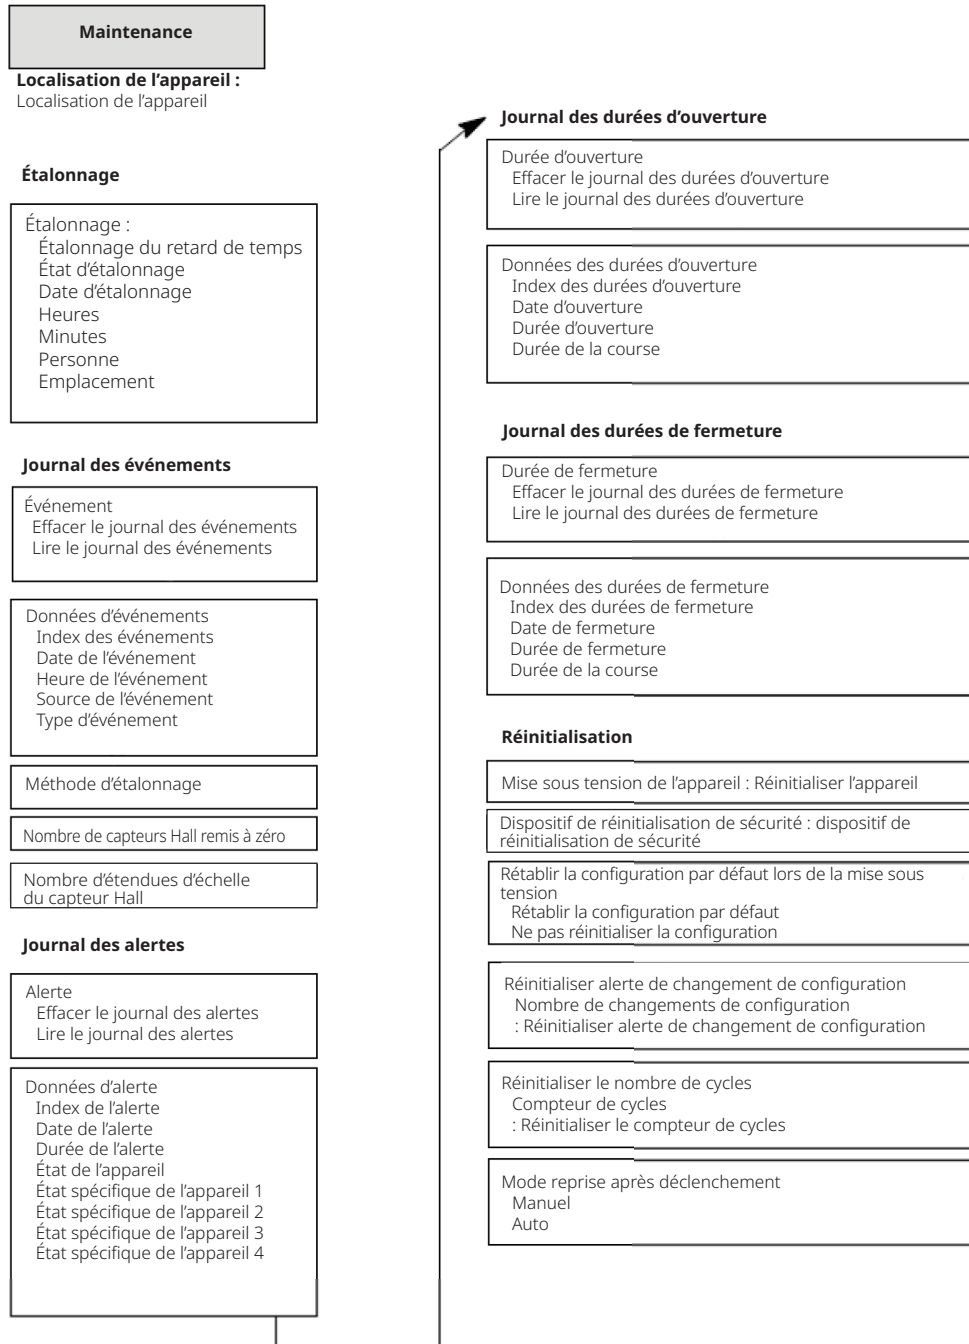 Maintenance
Localisation de l'appareil :
Localisation de l'appareil
Étalonnage
Étalonnage :
Étalonnage du retard de temps
État d'étalonnage
Date d'étalonnage
Heures
Minutes
Personne
Emplacement
Journal des événements
Événement
Effacer le journal des événements
Lire le journal des événements
Données d'événements
Index des événements
Date de l'événement
Heure de l'événement
Source de l'événement
Type d'événement
Méthode d'étalonnage
Nombre de capteurs Hall remis à zéro
Nombre d'étendues d'échelle
du capteur Hall
Journal des alertes
Alerte
Effacer le journal des alertes
Lire le journal des alertes
Données d'alerte
Index de l'alerte
Date de l'alerte
Durée de l'alerte
État de l'appareil
État spécifique de l'appareil 1
État spécifique de l'appareil 2
État spécifique de l'appareil 3
État spécifique de l'appareil 4
Journal des durées d'ouverture
Durée d'ouverture
Effacer le journal des durées d'ouverture
Lire le journal des durées d'ouverture
Données des durées d'ouverture
Index des durées d'ouverture
Date d'ouverture
Durée d'ouverture
Durée de la course
Journal des durées de fermeture
Durée de fermeture
Effacer le journal des durées de fermeture
Lire le journal des durées de fermeture
Données des durées de fermeture
Index des durées de fermeture
Date de fermeture
Durée de fermeture
Durée de la course
Réinitialisation
Mise sous tension de l'appareil : Réinitialiser l'appareil
Dispositif de réinitialisation de sécurité : dispositif de
réinitialisation de sécurité
Rétablir la configuration par défaut lors de la mise sous
tension
Rétablir la configuration par défaut
Ne pas réinitialiser la configuration
Réinitialiser alerte de changement de configuration
Nombre de changements de configuration
: Réinitialiser alerte de changement de configuration
Réinitialiser le nombre de cycles
Compteur de cycles
: Réinitialiser le compteur de cycles
Mode reprise après déclenchement
Manuel
Auto